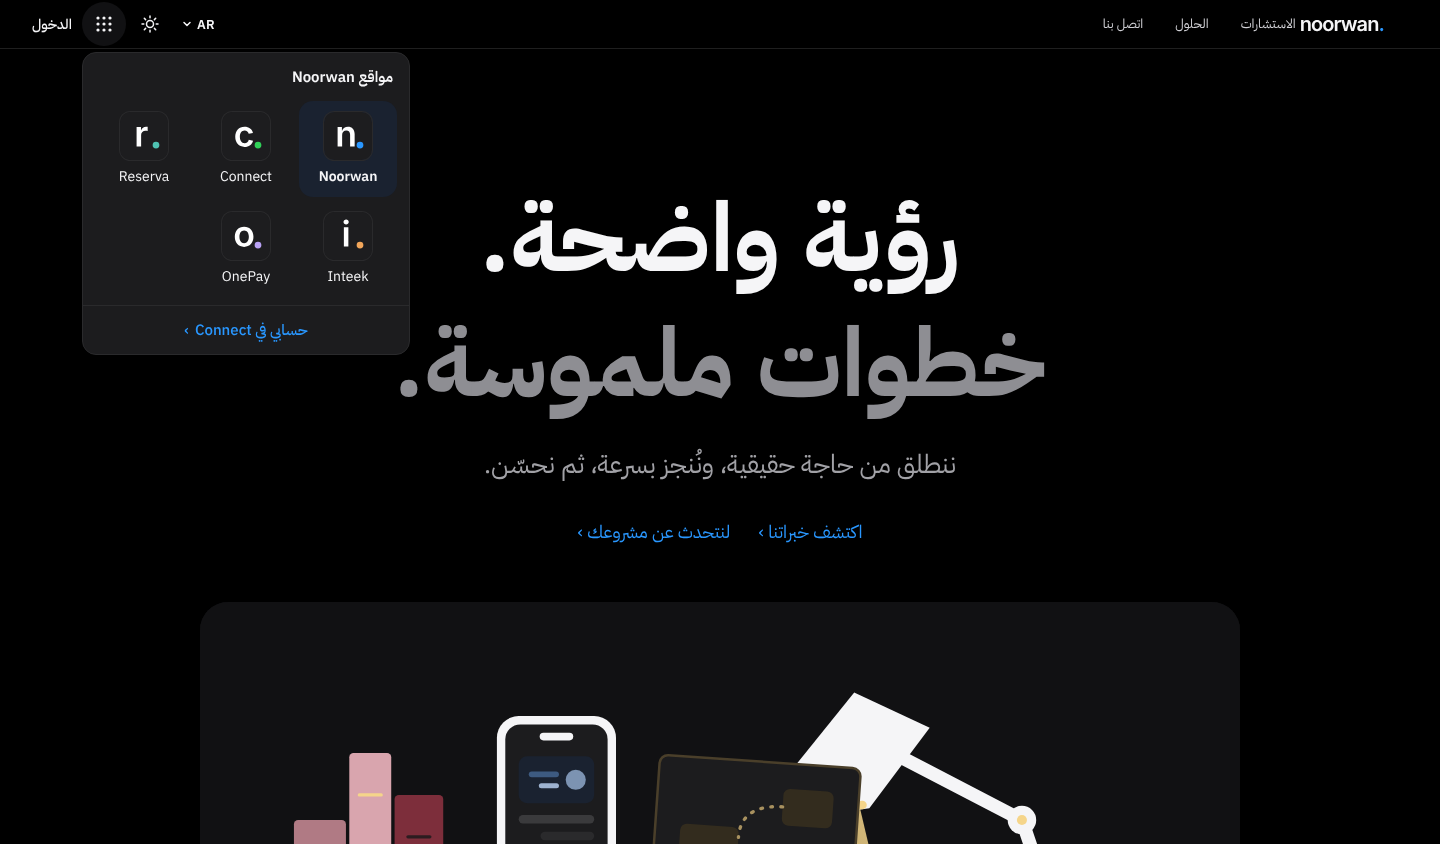 noorwan.
الاستشارات
الحلول
اتصل بنا
AR
الدخول
مواقع Noorwan
n.
Noorwan
c.
Connect
r.
Reserva
i.
Inteek
o.
OnePay
حسابي في Connect ›
رؤية واضحة.
خطوات ملموسة.
ننطلق من حاجة حقيقية، ونُنجز بسرعة، ثم نحسّن.
اكتشف خبراتنا ›
لنتحدث عن مشروعك ›